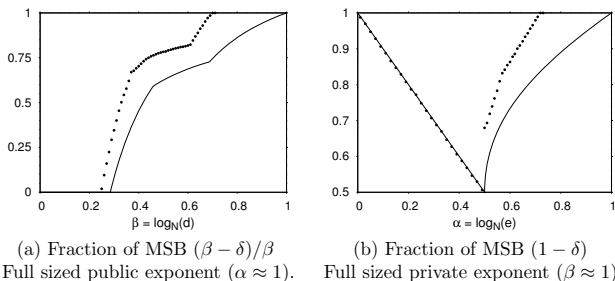 1
0.75
0.5
0.25
0
0 0.2 0.4 0.6 0.8 1
β = log_N(d)
(a) Fraction of MSB (β − δ)/β
Full sized public exponent (α ≈ 1).
1
0.9
0.8
0.7
0.6
0.5
0 0.2 0.4 0.6 0.8 1
α = log_N(e)
(b) Fraction of MSB (1 − δ)
Full sized private exponent (β ≈ 1)